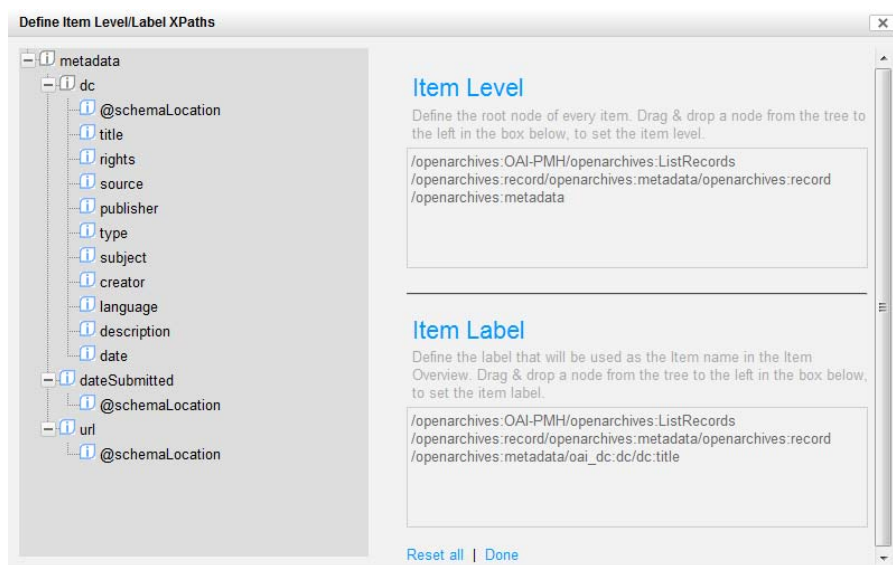 Define Item Level/Label XPaths
metadata
dc
@schemaLocation
title
rights
source
publisher
type
subject
creator
language
description
date
dateSubmitted
@schemaLocation
url
@schemaLocation
Item Level
Define the root node of every item. Drag & drop a node from the tree to
the left in the box below, to set the item level.
/openarchives:OAI-PMH/openarchives:ListRecords
/openarchives:record/openarchives:metadata/openarchives:record
/openarchives:metadata
Item Label
Define the label that will be used as the Item name in the Item
Overview. Drag & drop a node from the tree to the left in the box below,
to set the item label.
/openarchives:OAI-PMH/openarchives:ListRecords
/openarchives:record/openarchives:metadata/openarchives:record
/openarchives:metadata/oai_dc:dc/dc:title
Reset all | Done